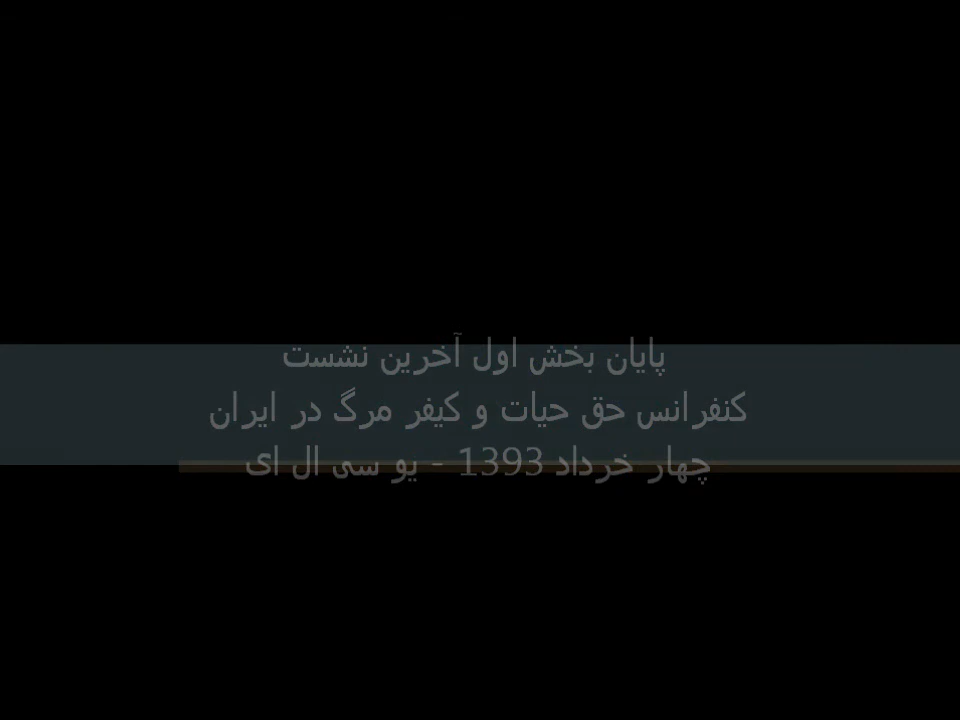 پایان بخش اول آخرین نشست
کنفرانس حق حیات و کیفر مرگ در ایران
چهار خرداد 1393 - یو سی ال ای